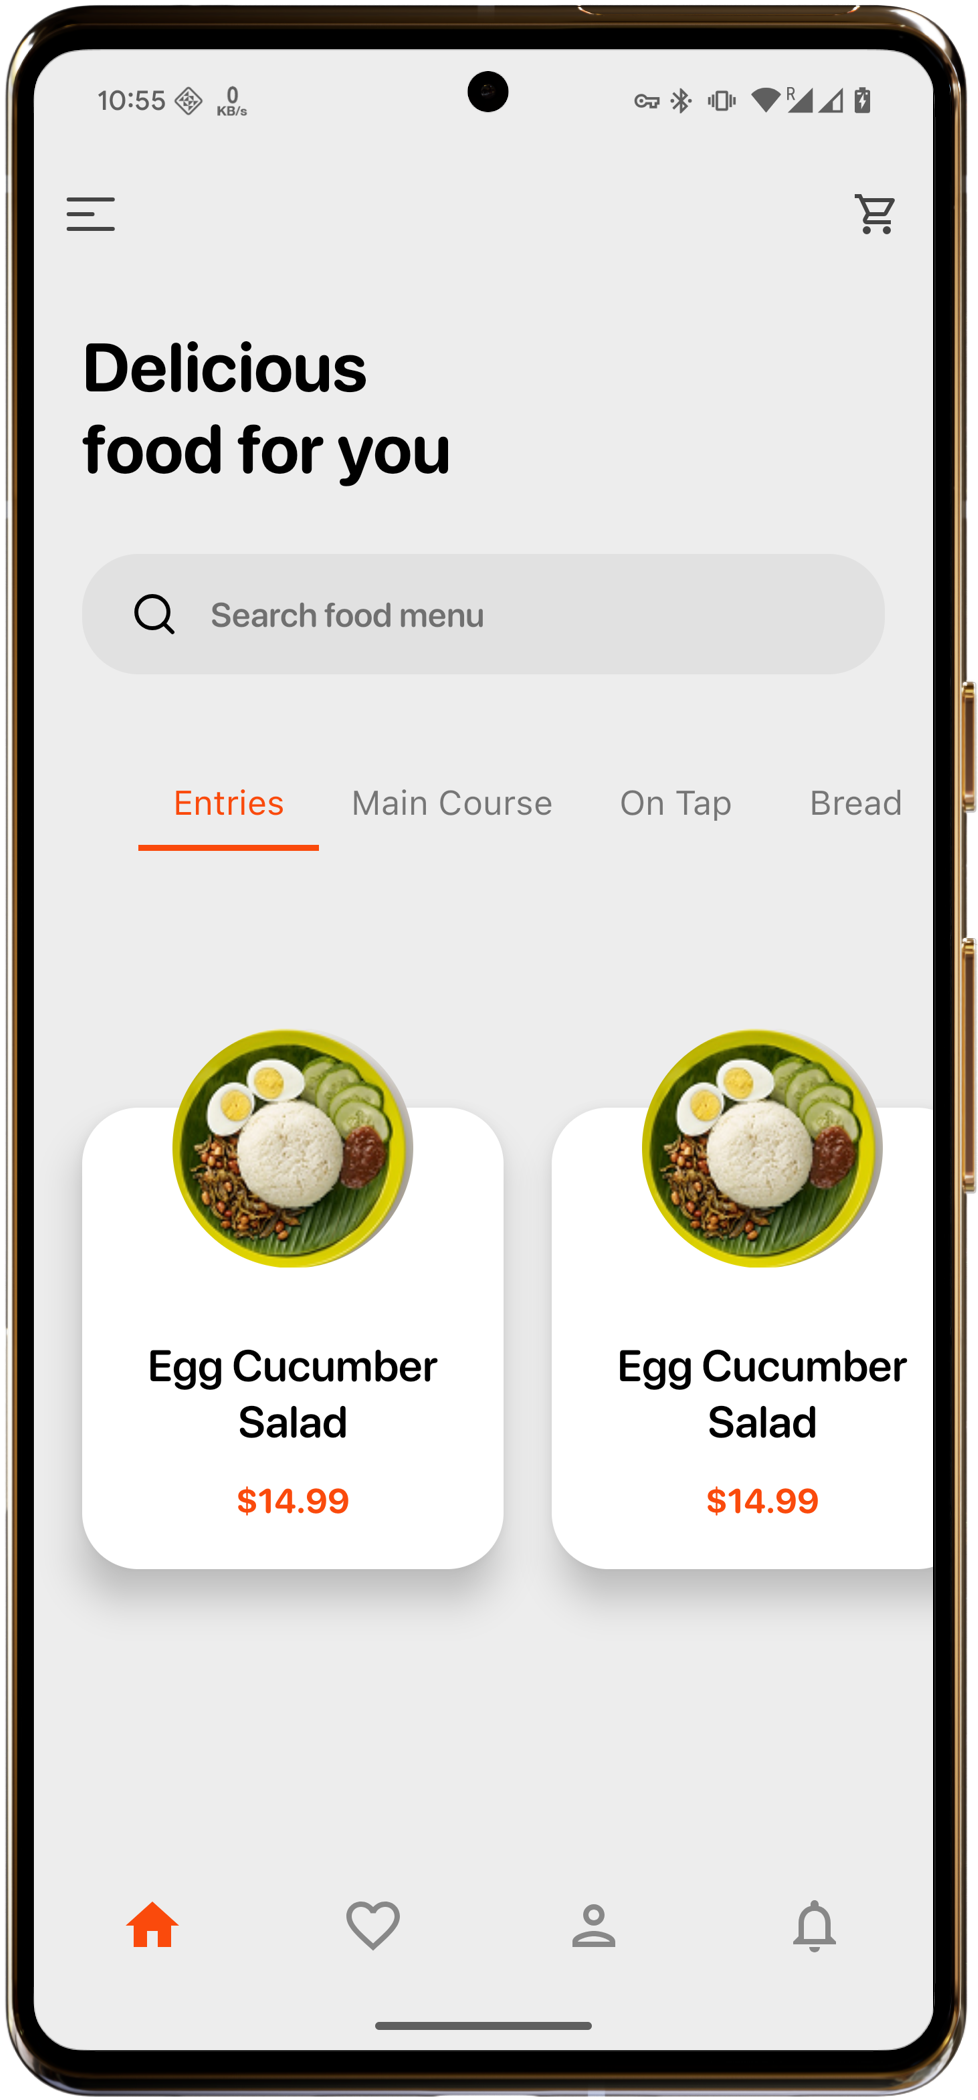 10:55 0 KB/s R
Delicious
food for you
Search food menu
Entries Main Course On Tap Bread
Egg Cucumber
Salad
$14.99
Egg Cucumber
Salad
$14.99